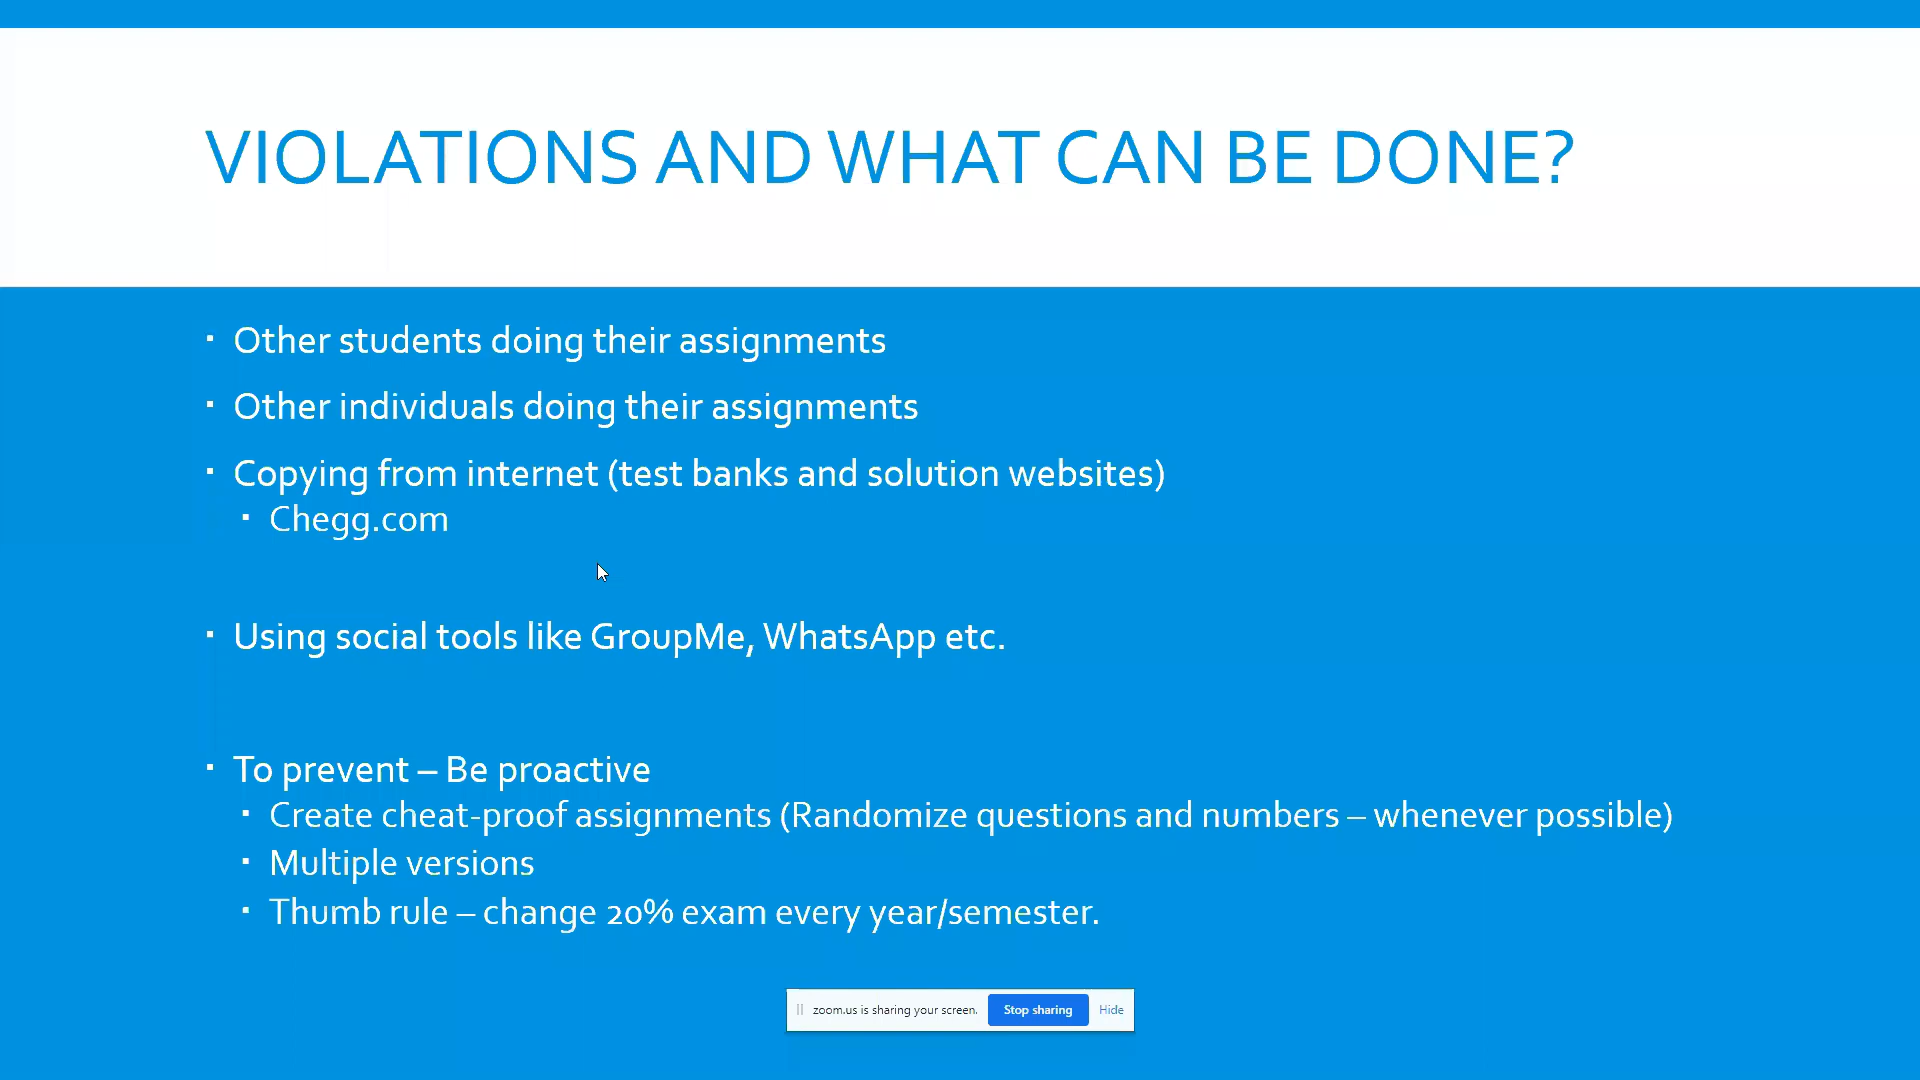 VIOLATIONS AND WHAT CAN BE DONE?
▪ Other students doing their assignments
▪ Other individuals doing their assignments
▪ Copying from internet (test banks and solution websites)
▪ Chegg.com
▪ Using social tools like GroupMe, WhatsApp etc.
▪ To prevent – Be proactive
▪ Create cheat-proof assignments (Randomize questions and numbers – whenever possible)
▪ Multiple versions
▪ Thumb rule – change 20% exam every year/semester.
zoom.us is sharing your screen. Stop sharing Hide